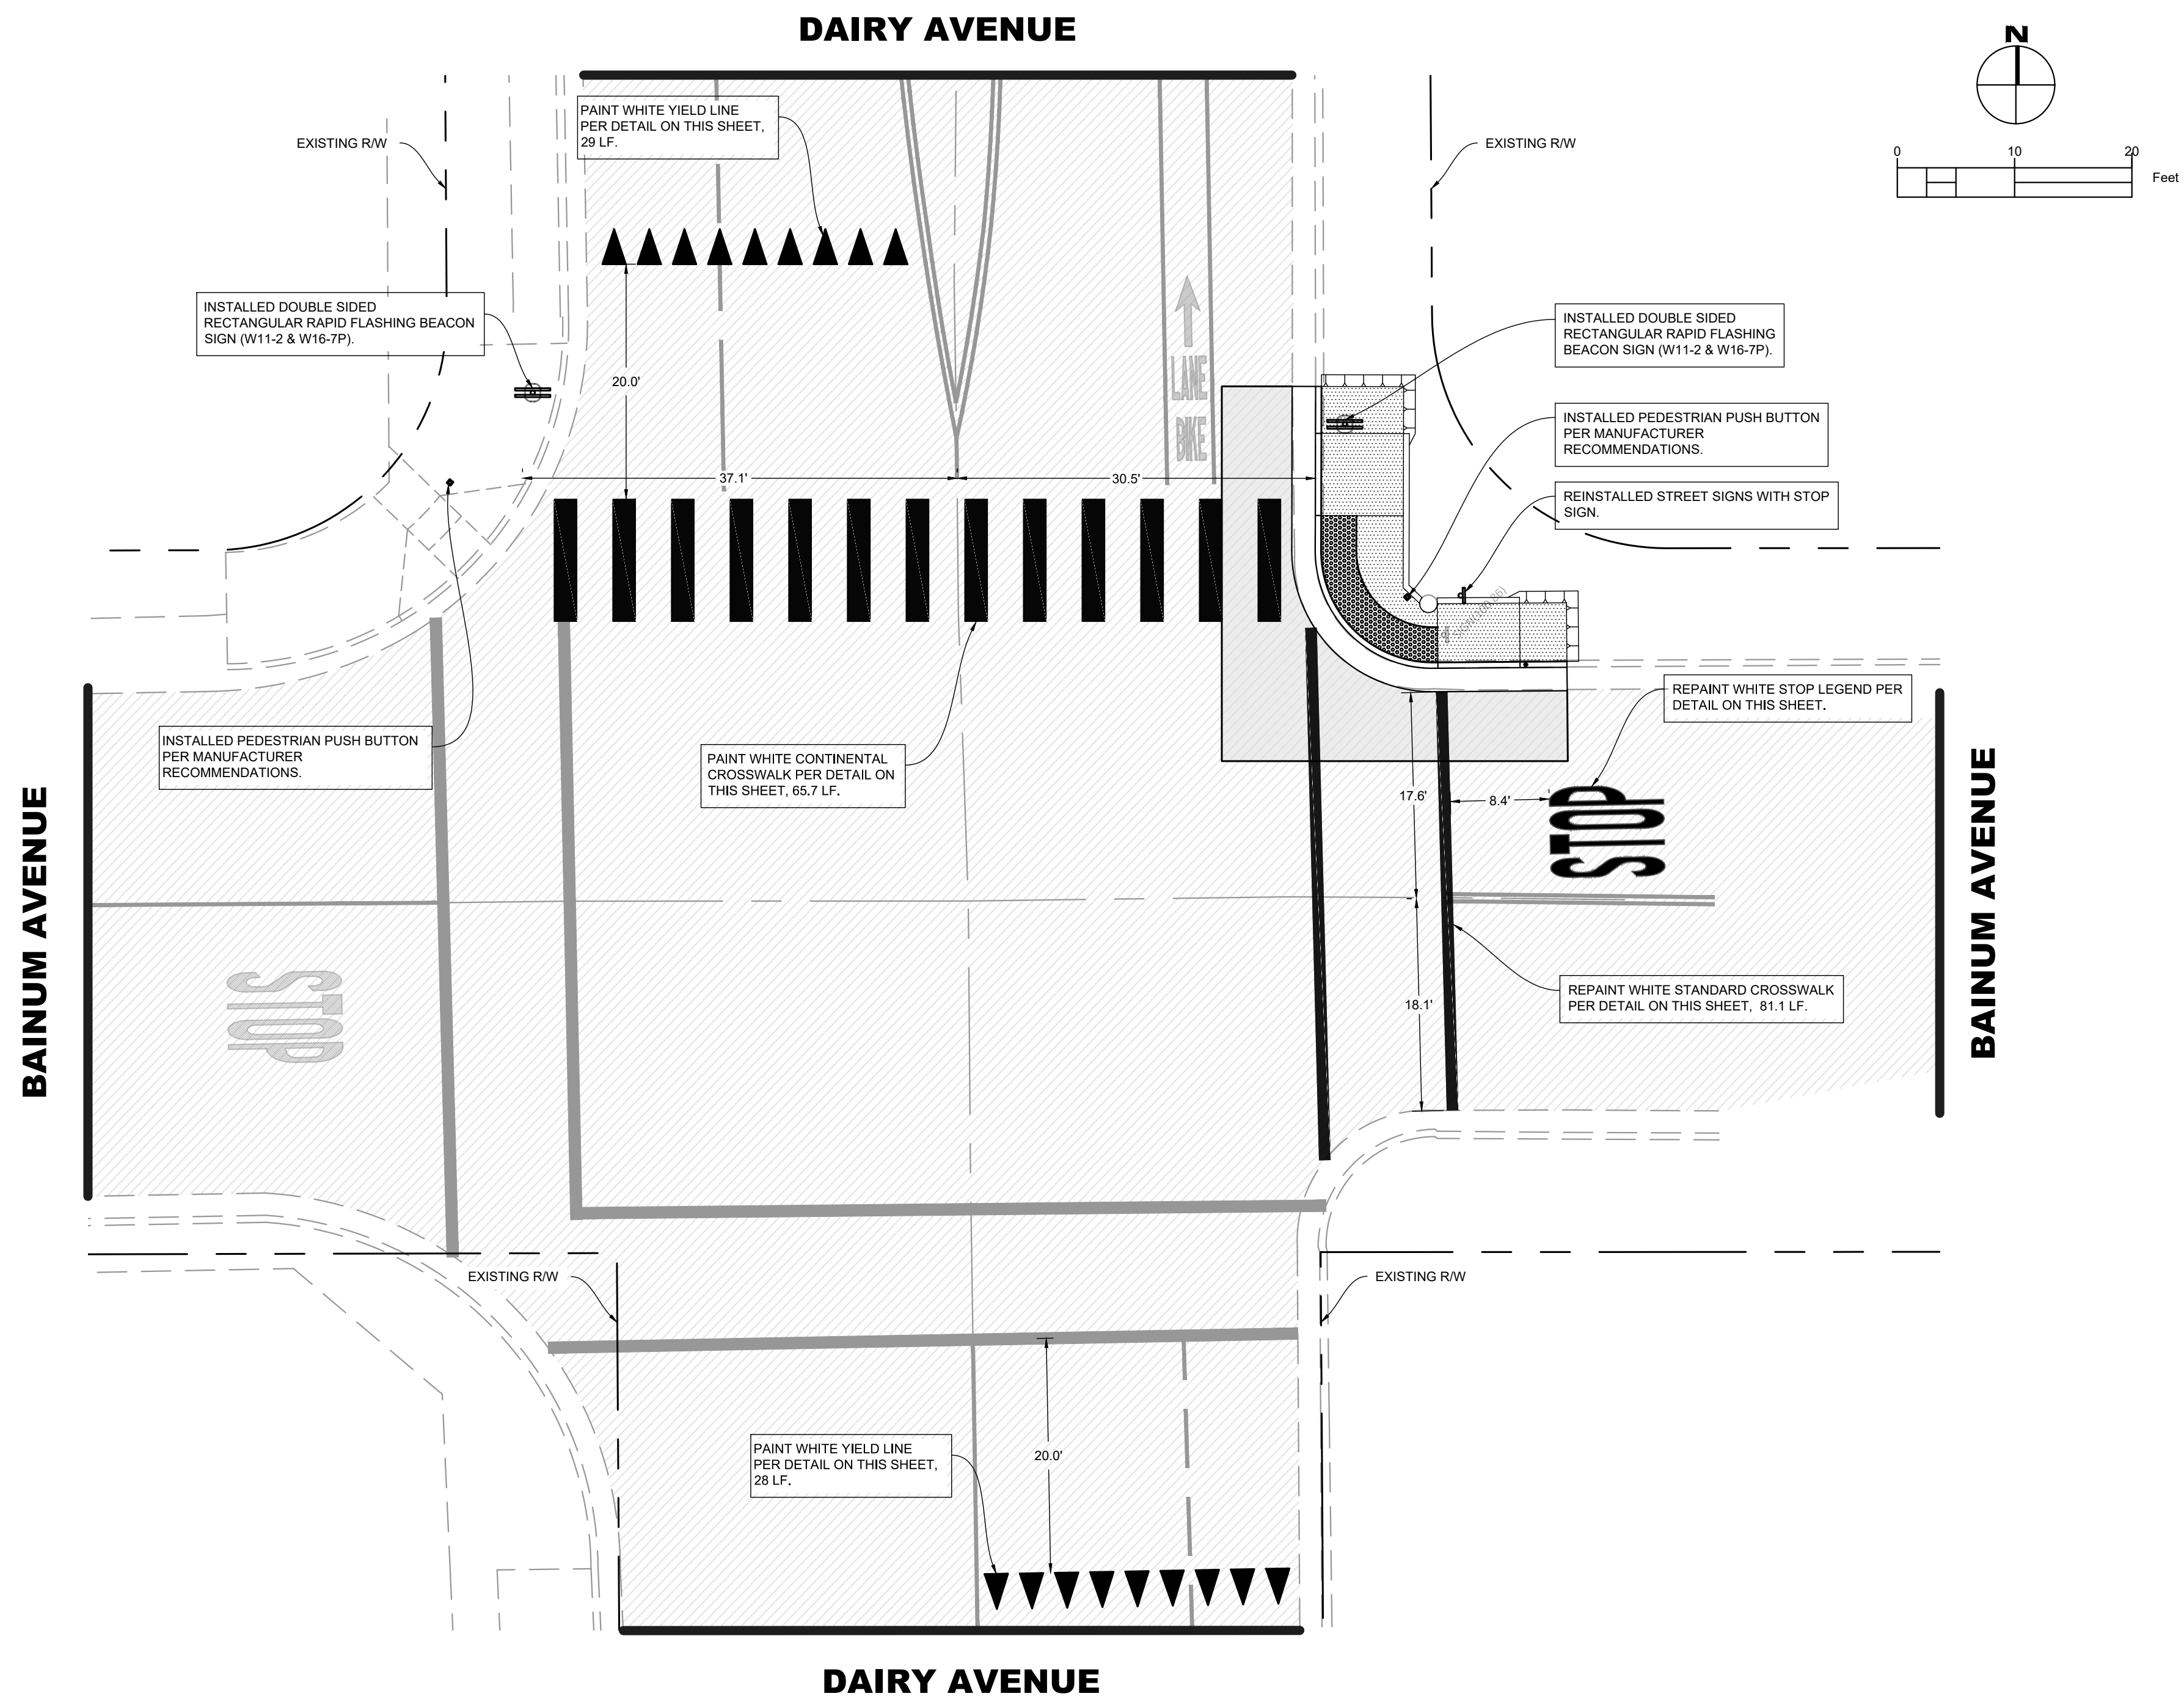 DAIRY AVENUE
N
0 10 20
Feet
PAINT WHITE YIELD LINE
PER DETAIL ON THIS SHEET,
29 LF.
EXISTING R/W
EXISTING R/W
INSTALLED DOUBLE SIDED
RECTANGULAR RAPID FLASHING BEACON
SIGN (W11-2 & W16-7P).
INSTALLED DOUBLE SIDED
RECTANGULAR RAPID FLASHING
BEACON SIGN (W11-2 & W16-7P).
20.0'
LANE
BIKE
INSTALLED PEDESTRIAN PUSH BUTTON
PER MANUFACTURER
RECOMMENDATIONS.
37.1'
30.5'
REINSTALLED STREET SIGNS WITH STOP
SIGN.
REPAINT WHITE STOP LEGEND PER
DETAIL ON THIS SHEET.
INSTALLED PEDESTRIAN PUSH BUTTON
PER MANUFACTURER
RECOMMENDATIONS.
PAINT WHITE CONTINENTAL
CROSSWALK PER DETAIL ON
THIS SHEET, 65.7 LF.
17.6'
8.4'
STOP
BAINUM AVENUE
BAINUM AVENUE
STOP
18.1'
REPAINT WHITE STANDARD CROSSWALK
PER DETAIL ON THIS SHEET, 81.1 LF.
EXISTING R/W
EXISTING R/W
PAINT WHITE YIELD LINE
PER DETAIL ON THIS SHEET,
28 LF.
20.0'
DAIRY AVENUE